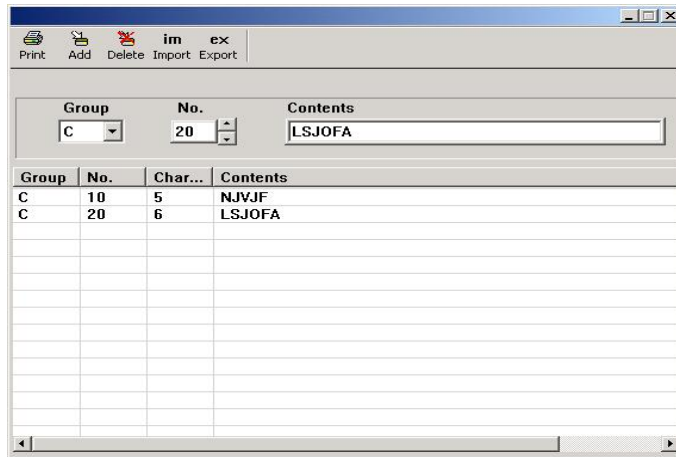 im ex
Print Add Delete Import Export
Group No. Contents
C 20 LSJOFA
Group No. Char... Contents
C 10 5 NJVJF
C 20 6 LSJOFA